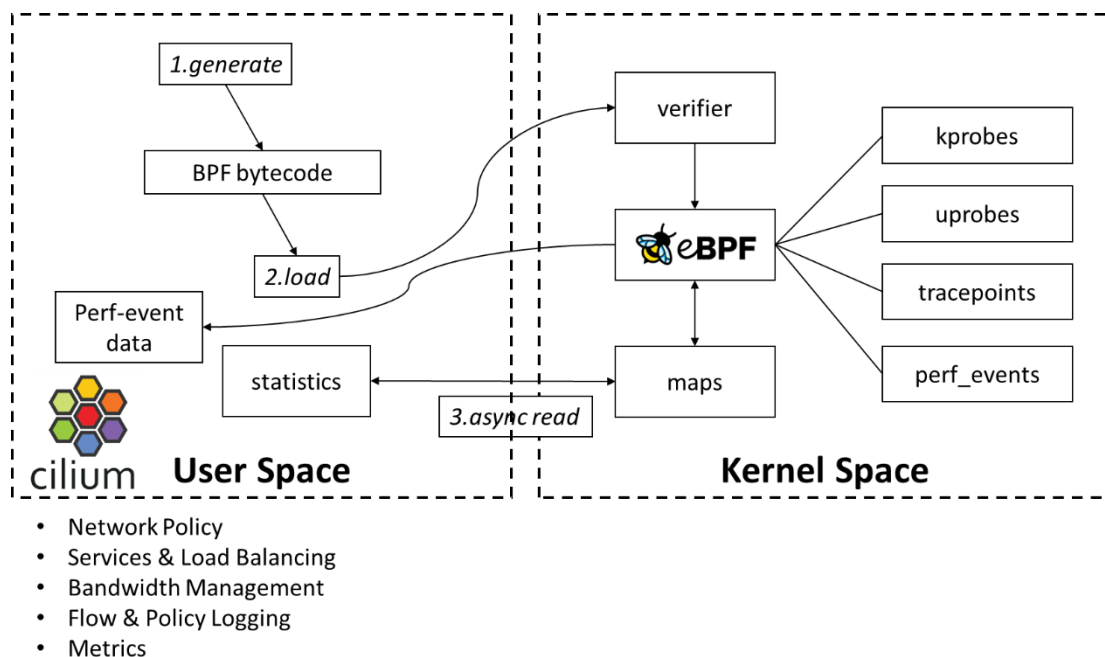 1.generate
BPF bytecode
2.load
Perf-event
data
statistics
3.async read
cilium
User Space
verifier
eBPF
maps
kprobes
uprobes
tracepoints
perf_events
Kernel Space
• Network Policy
• Services & Load Balancing
• Bandwidth Management
• Flow & Policy Logging
• Metrics